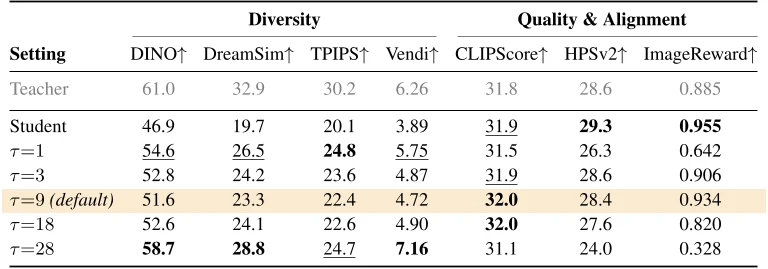 Diversity Quality & Alignment
Setting DINO↑ DreamSim↑ TPIPS↑ Vendi↑ CLIPScore↑ HPSv2↑ ImageReward↑
Teacher 61.0 32.9 30.2 6.26 31.8 28.6 0.885
Student 46.9 19.7 20.1 3.89 31.9 29.3 0.955
τ=1 54.6 26.5 24.8 5.75 31.5 26.3 0.642
τ=3 52.8 24.2 23.6 4.87 31.9 28.6 0.906
τ=9 (default) 51.6 23.3 22.4 4.72 32.0 28.4 0.934
τ=18 52.6 24.1 22.6 4.90 32.0 27.6 0.820
τ=28 58.7 28.8 24.7 7.16 31.1 24.0 0.328